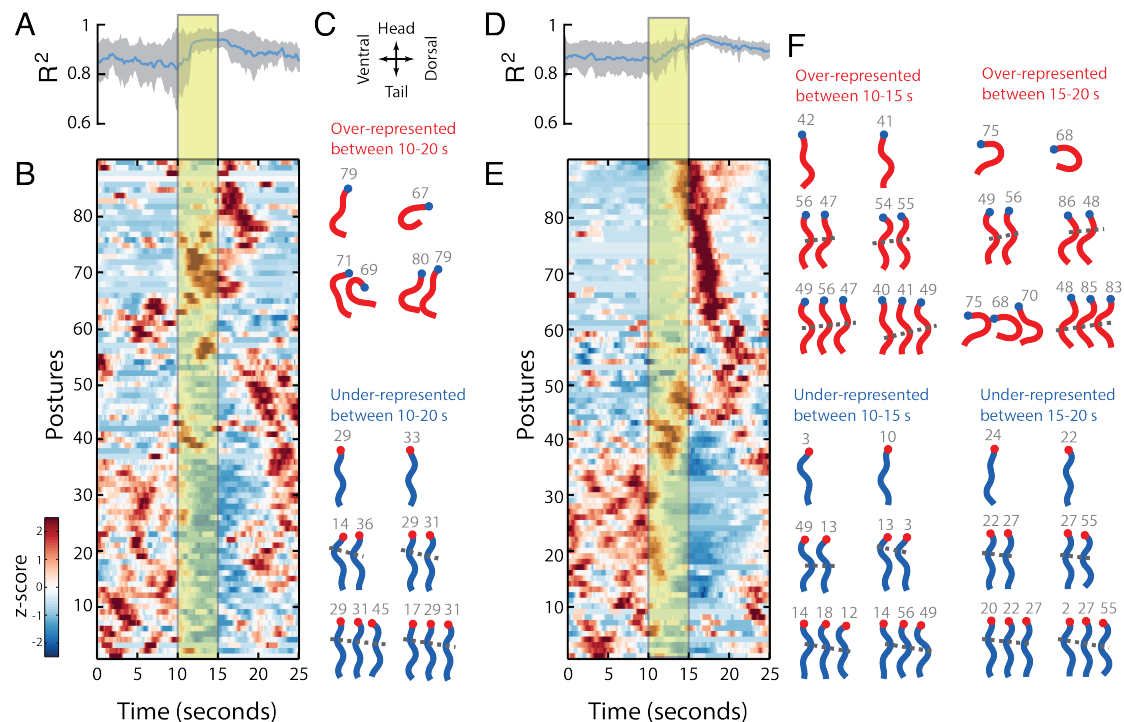 A
1
0.8
0.6
R²
C
Head
Ventral
Dorsal
Tail
Over-represented
between 10-20 s
79
67
71 69
80 79
Under-represented
between 10-20 s
29
33
14 36
29 31
29 31 45
17 29 31
B
80
70
60
50
40
30
20
10
Postures
z-score
2
1
0
-1
-2
0 5 10 15 20 25
Time (seconds)
D
1
0.8
0.6
R²
E
80
70
60
50
40
30
20
10
Postures
0 5 10 15 20 25
Time (seconds)
F
Over-represented
between 10-15 s
42
41
56 47
54 55
49 56 47
40 41 49
Over-represented
between 15-20 s
75
68
49 56
86 48
75 68 70
48 85 83
Under-represented
between 10-15 s
3
10
49 13
13 3
14 18 12
14 56 49
Under-represented
between 15-20 s
24
22
22 27
27 55
20 22 27
2 27 55